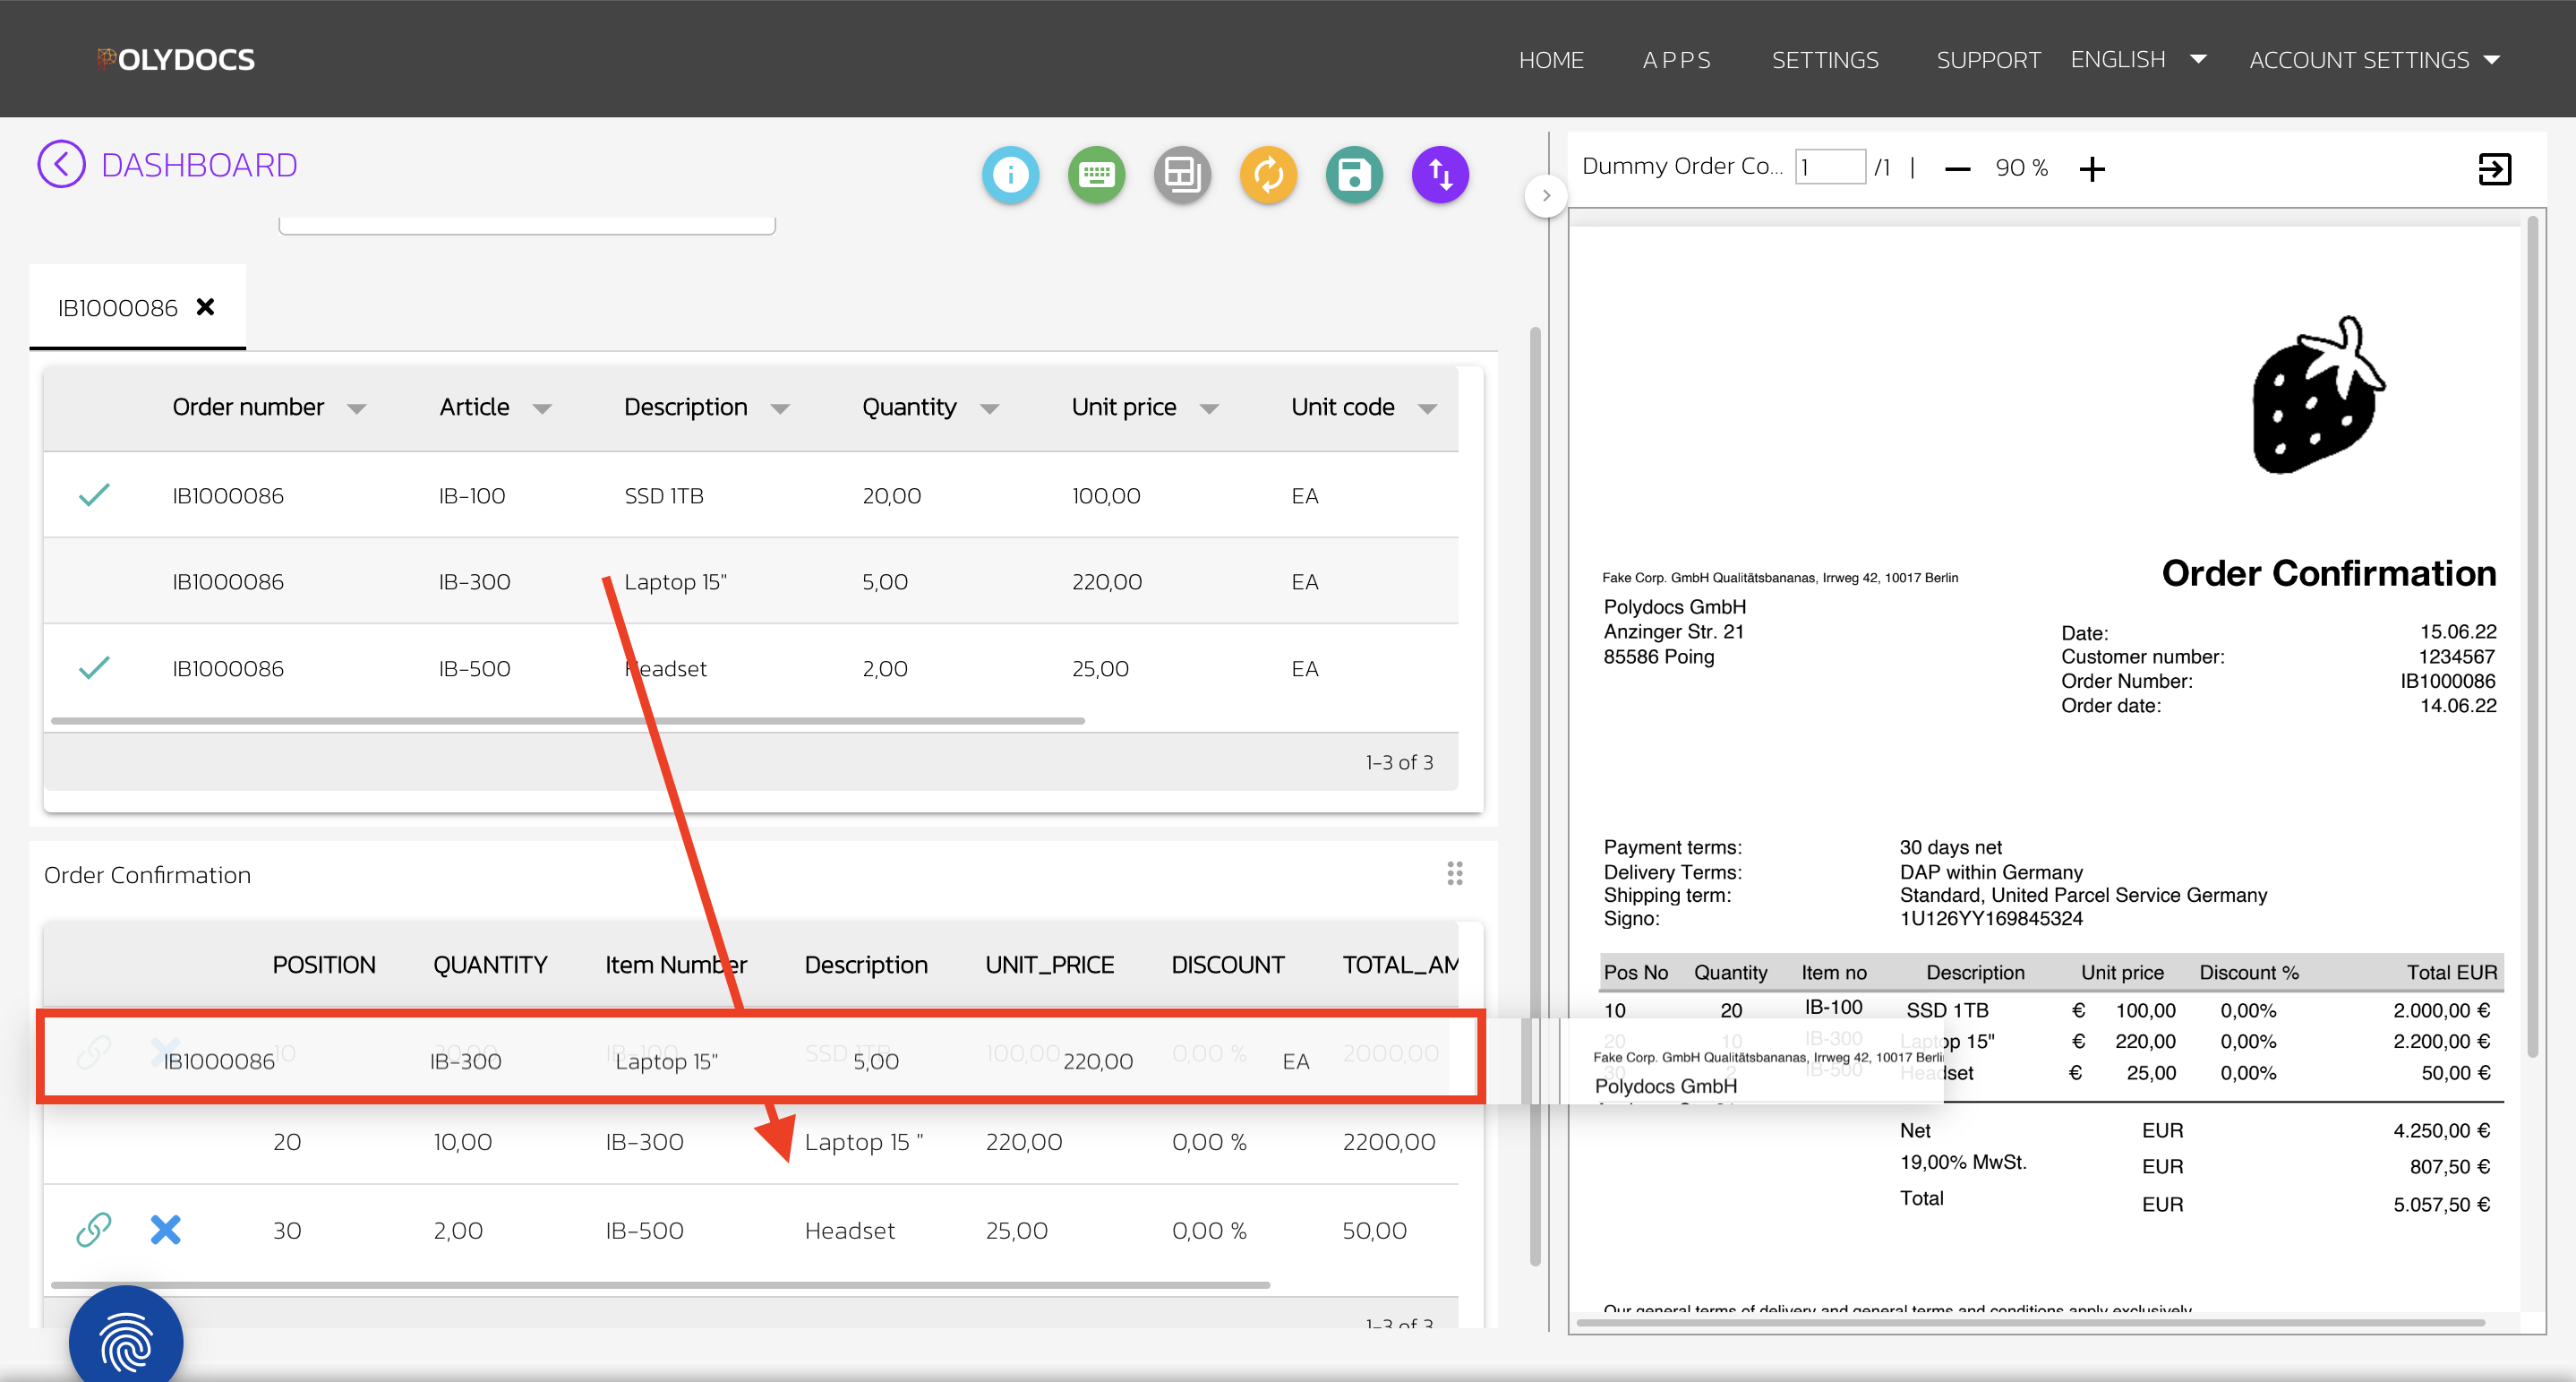 POLYDOCS HOME APPS SETTINGS SUPPORT ENGLISH ACCOUNT SETTINGS
DASHBOARD
IB1000086
Order number Article Description Quantity Unit price Unit code
IB1000086 IB-100 SSD 1TB 20,00 100,00 EA
IB1000086 IB-300 Laptop 15" 5,00 220,00 EA
IB1000086 IB-500 Headset 2,00 25,00 EA
1-3 of 3
Order Confirmation
POSITION QUANTITY Item Number Description UNIT_PRICE DISCOUNT TOTAL_AM
10 20,00 IB-100 SSD 1TB 100,00 0,00 % 2000,00
IB1000086 IB-300 Laptop 15" 5,00 220,00 EA
20 10,00 IB-300 Laptop 15 " 220,00 0,00 % 2200,00
30 2,00 IB-500 Headset 25,00 0,00 % 50,00
1-3 of 3
Dummy Order Co... 1 /1 | 90 %
Order Confirmation
Fake Corp. GmbH Qualitätsbananas, Irrweg 42, 10017 Berlin
Polydocs GmbH
Anzinger Str. 21
85586 Poing
Date: 15.06.22
Customer number: 1234567
Order Number: IB1000086
Order date: 14.06.22
Payment terms: 30 days net
Delivery Terms: DAP within Germany
Shipping term: Standard, United Parcel Service Germany
Signo: 1U126YY169845324
Pos No Quantity Item no Description Unit price Discount % Total EUR
10 20 IB-100 SSD 1TB € 100,00 0,00% 2.000,00 €
20 10 IB-300 Laptop 15" € 220,00 0,00% 2.200,00 €
Fake Corp. GmbH Qualitätsbananas, Irrweg 42, 10017 Berli
30 2 IB-500 Headset € 25,00 0,00% 50,00 €
Polydocs GmbH
Net EUR 4.250,00 €
19,00% MwSt. EUR 807,50 €
Total EUR 5.057,50 €
Our general terms of delivery and general terms and conditions apply exclusively